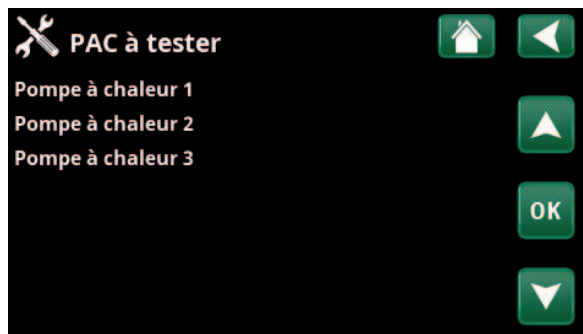 PAC à tester
Pompe à chaleur 1
Pompe à chaleur 2
Pompe à chaleur 3
OK